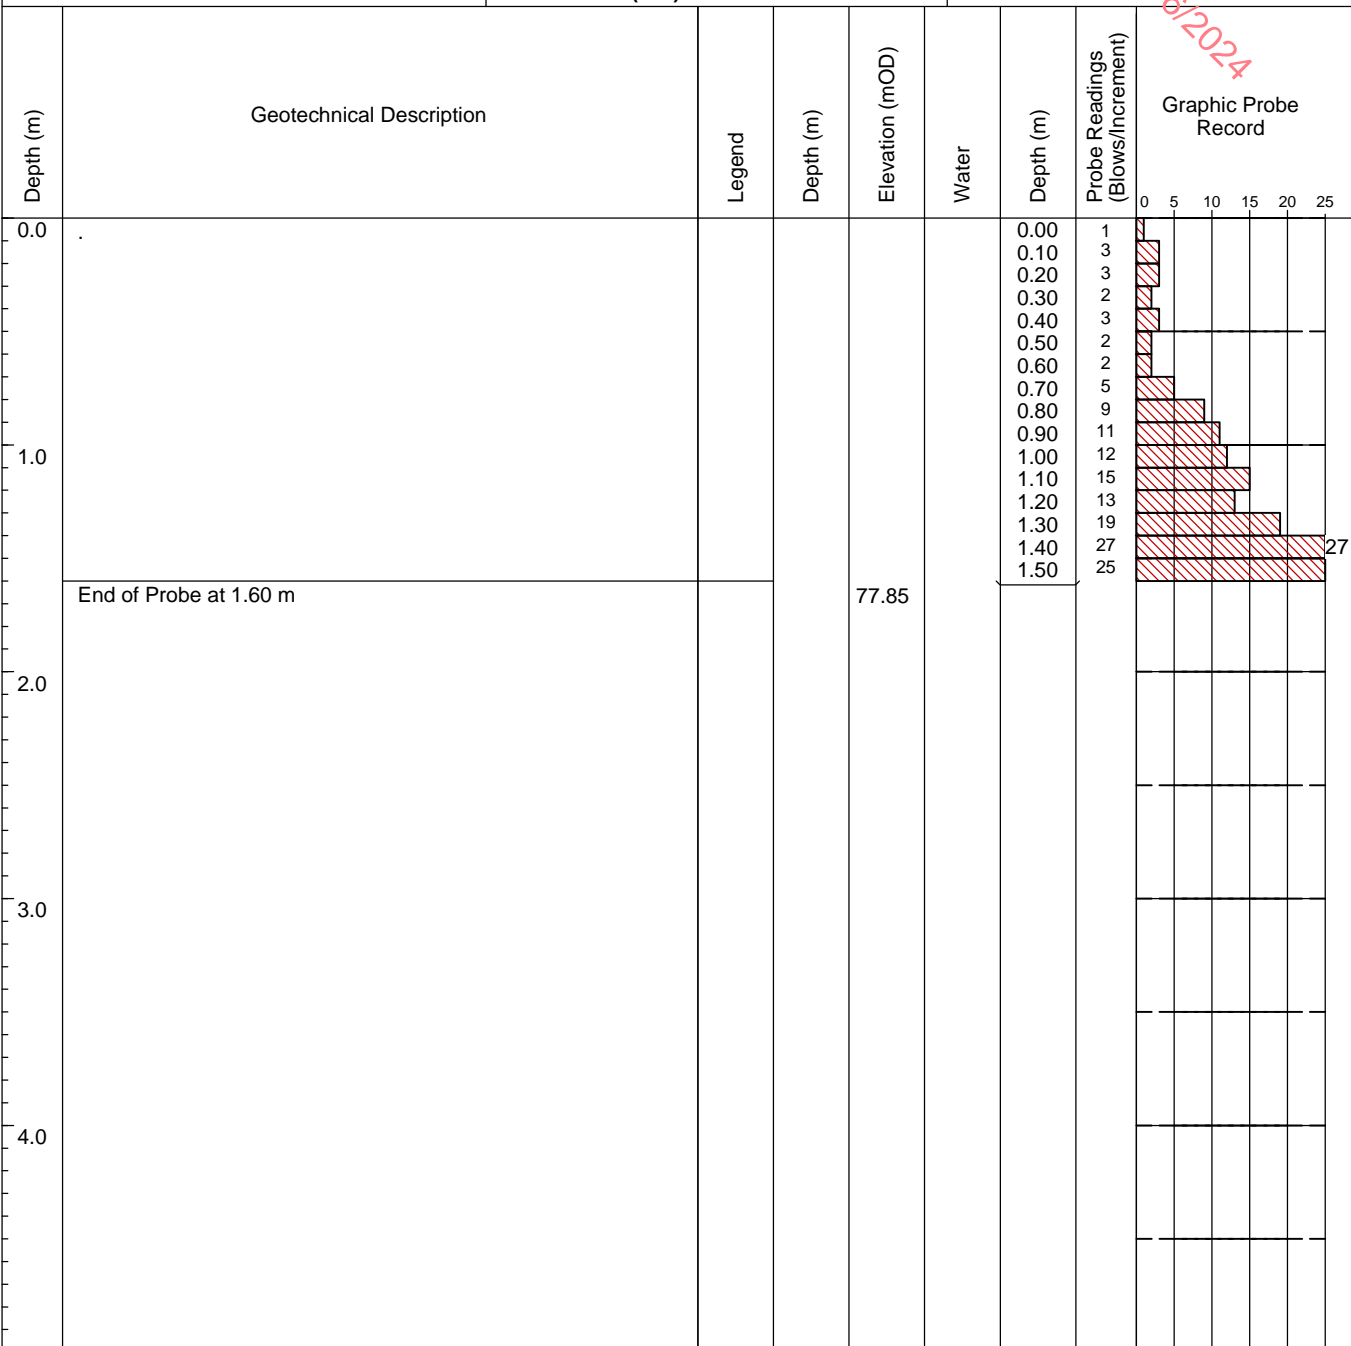 6/2024
Depth (m)
Geotechnical Description
Legend
Depth (m)
Elevation (mOD)
Water
Depth (m)
Probe Readings
(Blows/Increment)
Graphic Probe
Record
0 5 10 15 20 25
0.0 . 0.00 1
0.10 3
0.20 3
0.30 2
0.40 3
0.50 2
0.60 2
0.70 5
0.80 9
0.90 11
1.0 1.00 12
1.10 15
1.20 13
1.30 19
1.40 27 27
1.50 25
End of Probe at 1.60 m 77.85
2.0
3.0
4.0